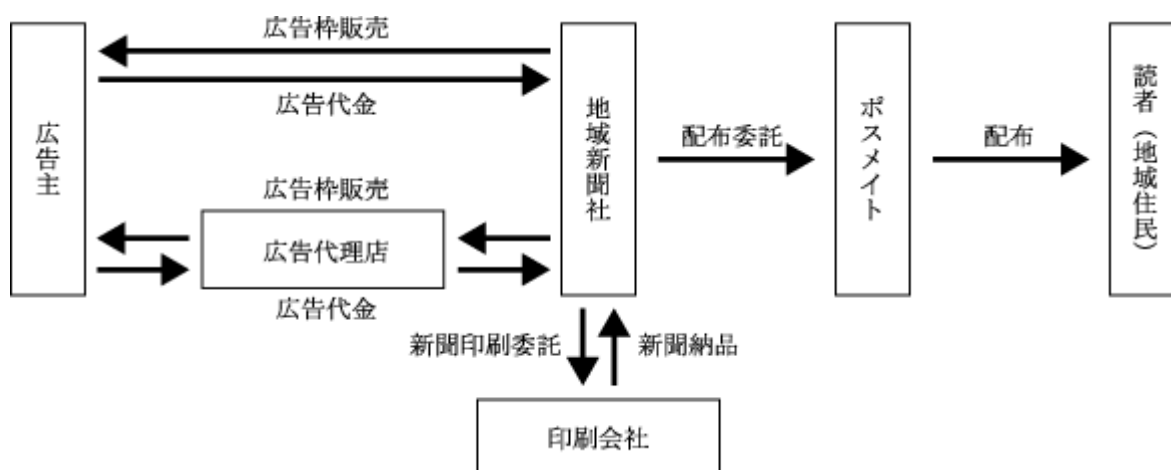 広告枠販売
広告代金
広告主
地域新聞社
配布委託
ポスメイト
配布
読者（地域住民）
広告枠販売
広告代理店
広告代金
新聞印刷委託
新聞納品
印刷会社